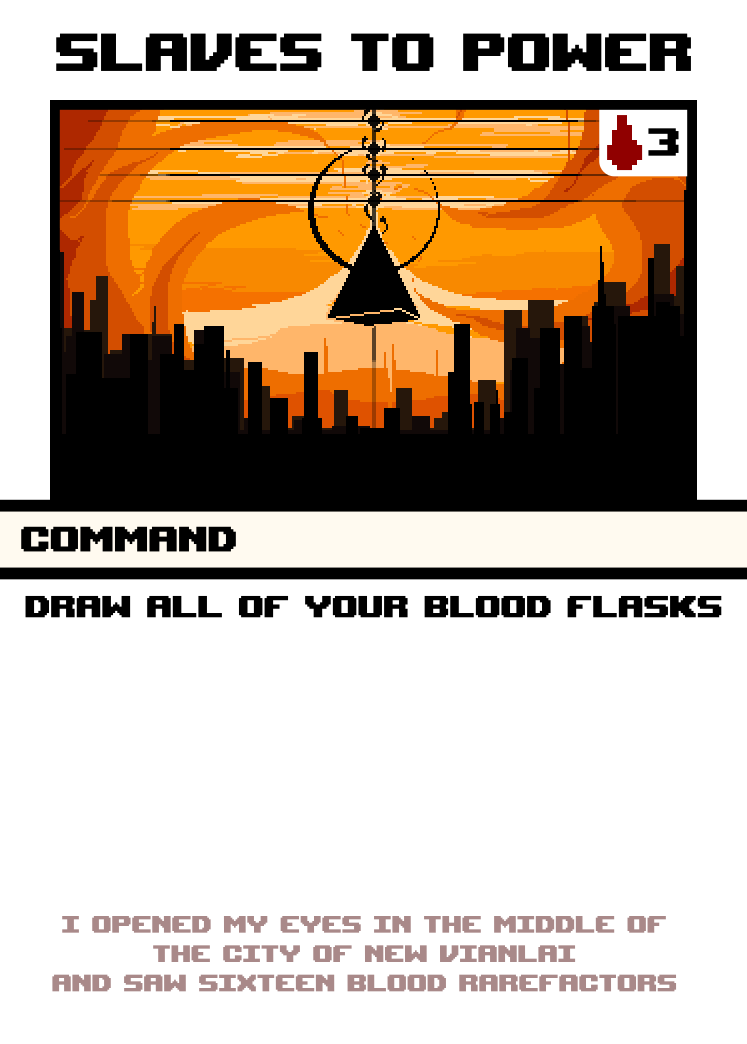 SLAVES TO POWER
3
COMMAND
DRAW ALL OF YOUR BLOOD FLASKS
I OPENED MY EYES IN THE MIDDLE OF
THE CITY OF NEW VIANLAI
AND SAW SIXTEEN BLOOD RAREFACTORS